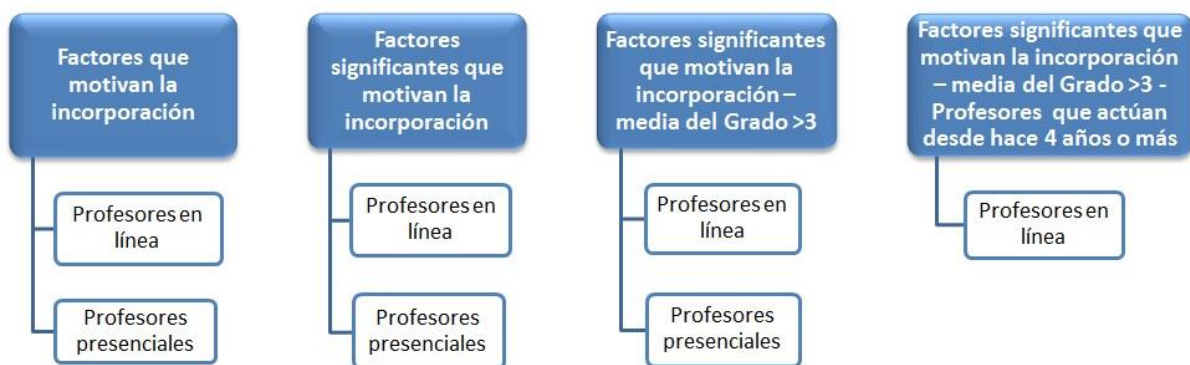 Factores que
motivan la
incorporación
Profesores en
línea
Profesores
presenciales
Factores
significantes que
motivan la
incorporación
Profesores en
línea
Profesores
presenciales
Factores significantes
que motivan la
incorporación –
media del Grado >3
Profesores en
línea
Profesores
presenciales
Factores significantes que
motivan la incorporación
– media del Grado >3 -
Profesores que actúan
desde hace 4 años o más
Profesores en
línea